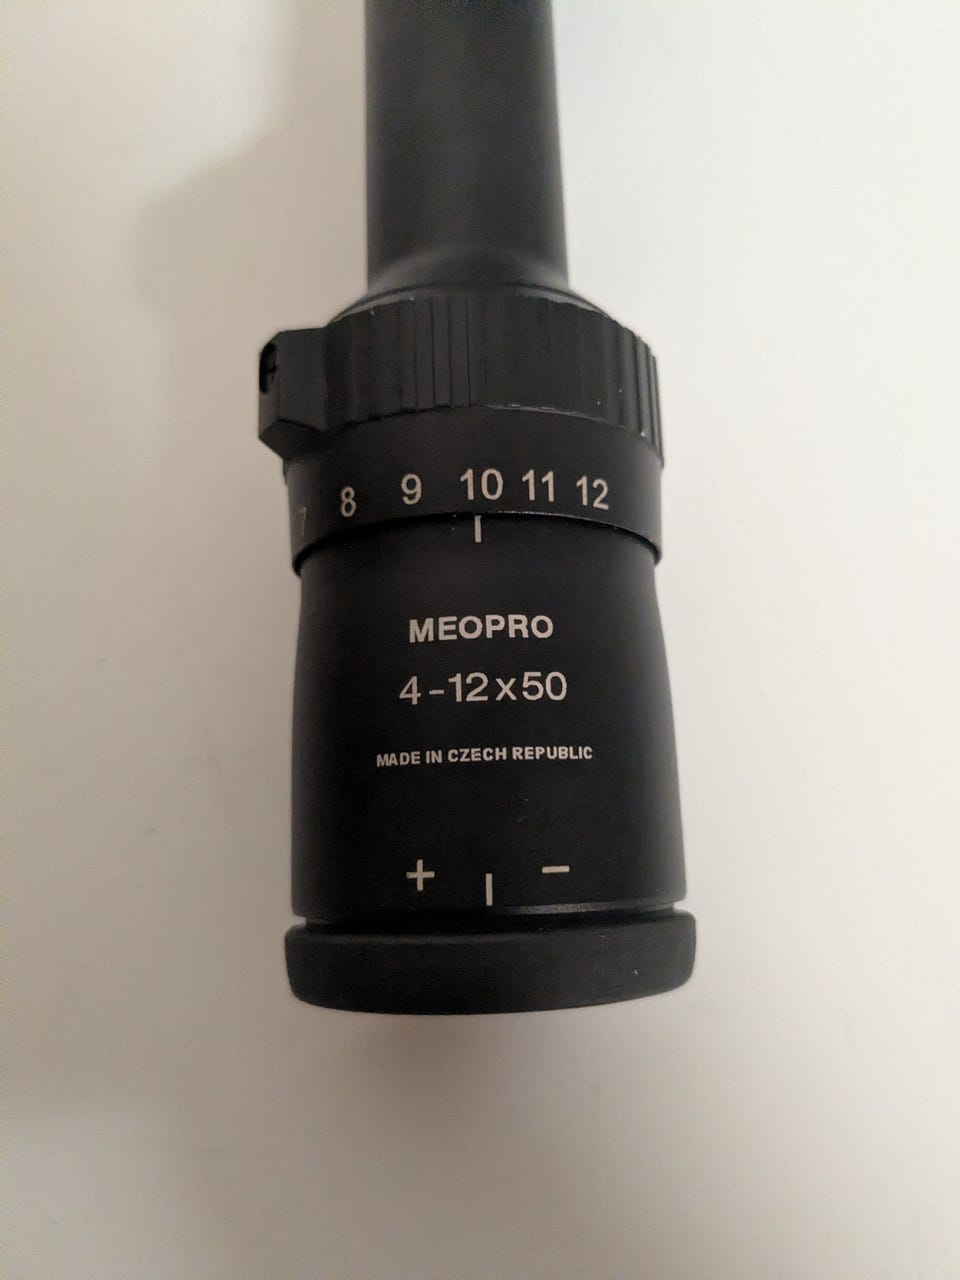 7 8 9 10 11 12
MEOPRO
4-12x50
MADE IN CZECH REPUBLIC
+ -